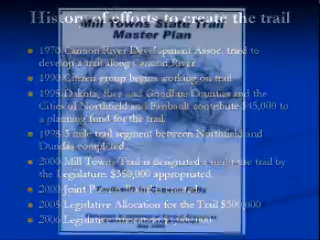 History of efforts to create the trail
Mill Towns State Trail
Master Plan
1970 Cannon River Development Assoc. tried to
develop a trail along Cannon River
1990 Citizen group begins working on trail
1995 Dakota, Rice and Goodhue Counties and the
Cities of Northfield and Faribault contribute $45,000 to
a planning fund for the trail.
1998 3 mile trail segment between Northfield and
Dundas completed.
2000 Mill Towns Trail is designated a multi-use trail by
the Legislature. $350,000 appropriated.
Faribault to Cannon Falls
Joint
2005 Legislative Allocation for the Trail $300,000
2006 Legislative